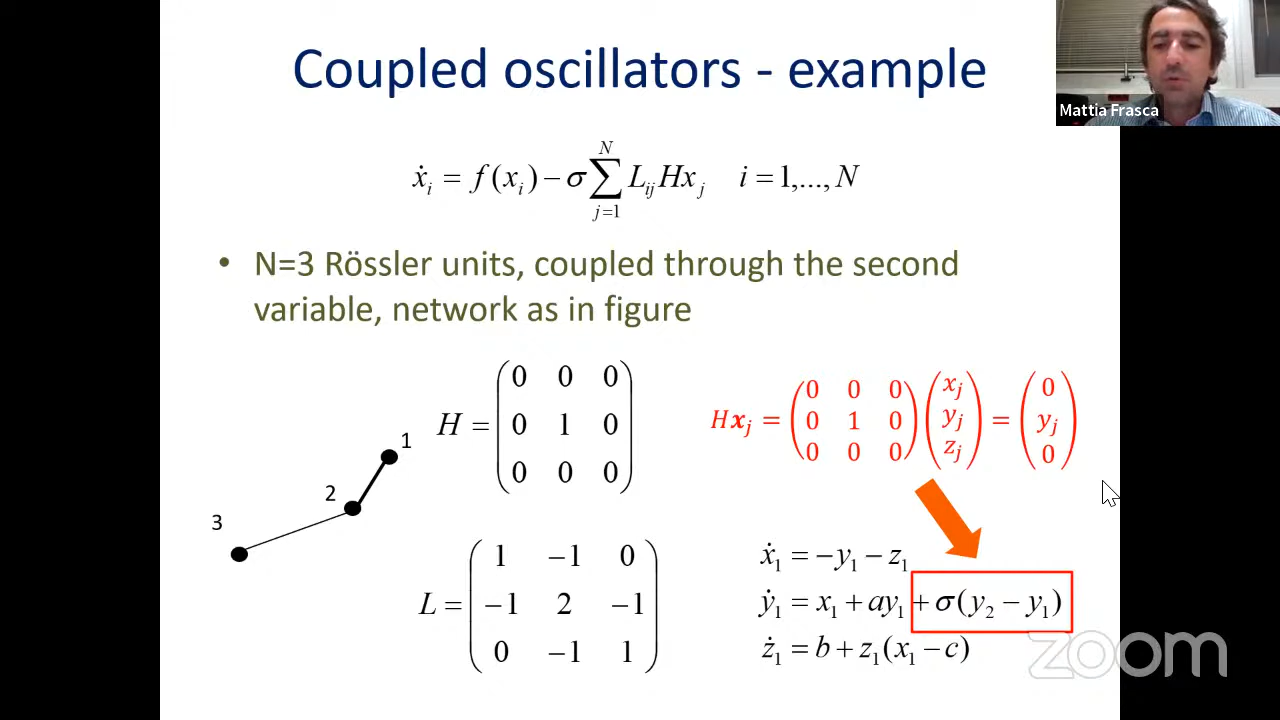 Coupled oscillators - example
Mattia Frasca
ẋᵢ = f(xᵢ) − σ ∑ⱼ₌₁ᴺ Lᵢⱼ Hxⱼ i = 1,..., N
• N=3 Rössler units, coupled through the second
variable, network as in figure
H = (0 0 0
0 1 0
0 0 0)
Hxⱼ = (0 0 0
0 1 0
0 0 0) (xⱼ
yⱼ
zⱼ) = (0
yⱼ
0)
1
2
3
L = (1 −1 0
−1 2 −1
0 −1 1)
ẋ₁ = −y₁ − z₁
ẏ₁ = x₁ + ay₁ + σ(y₂ − y₁)
ż₁ = b + z₁(x₁ − c)
zoom